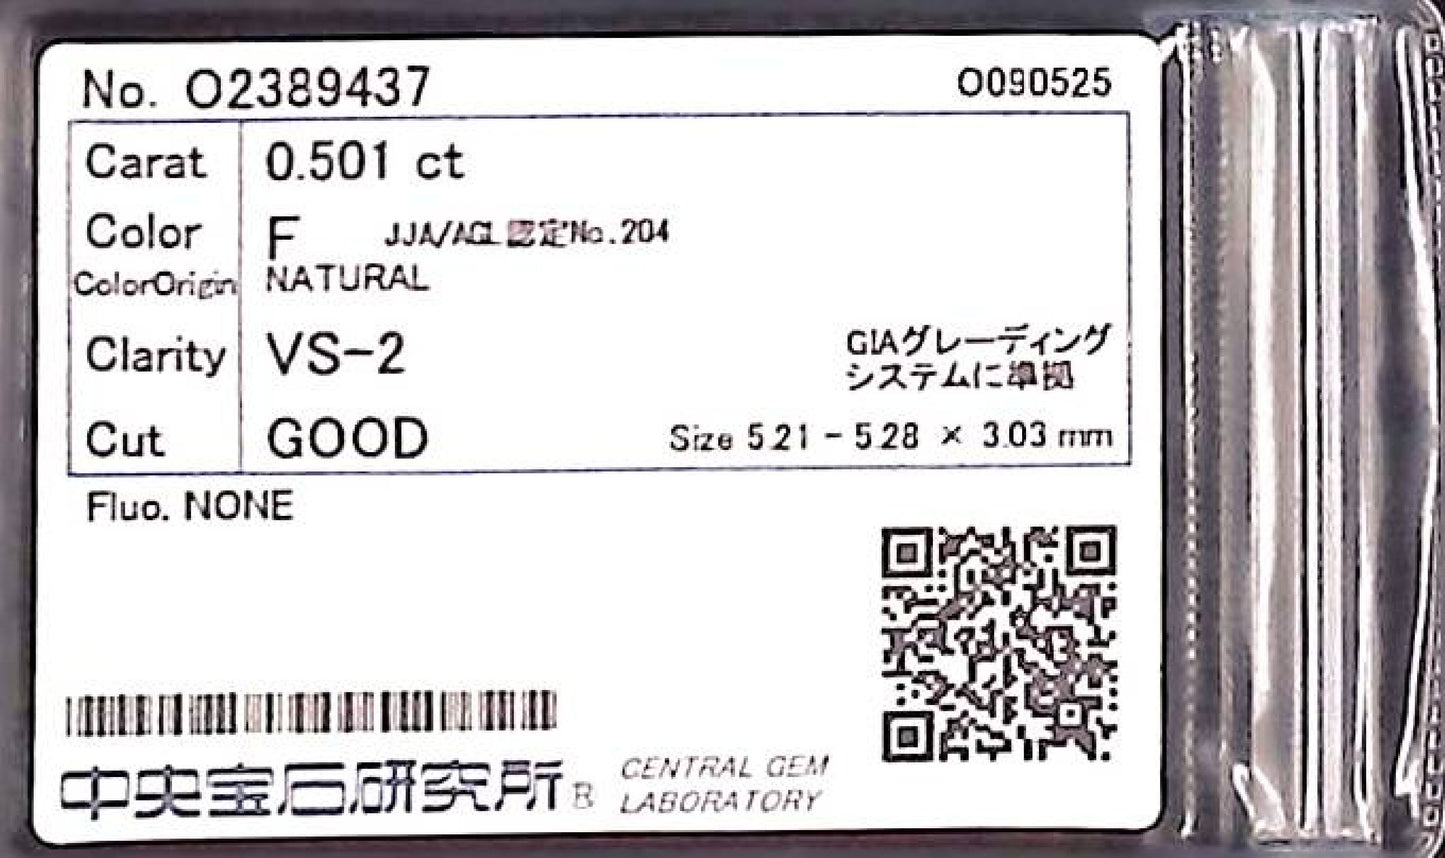 No. O2389437 O090525
Carat 0.501 ct
Color F JJA/AGL認定No.204
ColorOrigin NATURAL
Clarity VS-2 GIAグレーディング
システムに準拠
Cut GOOD Size 5.21 - 5.28 × 3.03 mm
Fluo. NONE
中央宝石研究所® CENTRAL GEM
LABORATORY